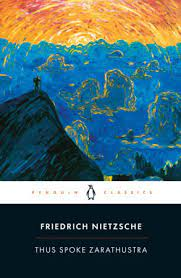 PENGUIN CLASSICS
FRIEDRICH NIETZSCHE
THUS SPOKE ZARATHUSTRA